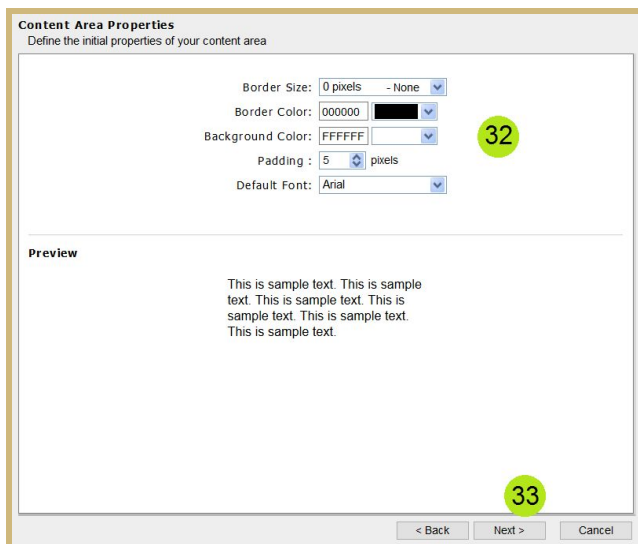 Content Area Properties
Define the initial properties of your content area
Border Size: 0 pixels - None
Border Color: 000000
Background Color: FFFFFF
32
Padding : 5 pixels
Default Font: Arial
Preview
This is sample text. This is sample
text. This is sample text. This is
sample text. This is sample text.
This is sample text.
33
< Back Next > Cancel